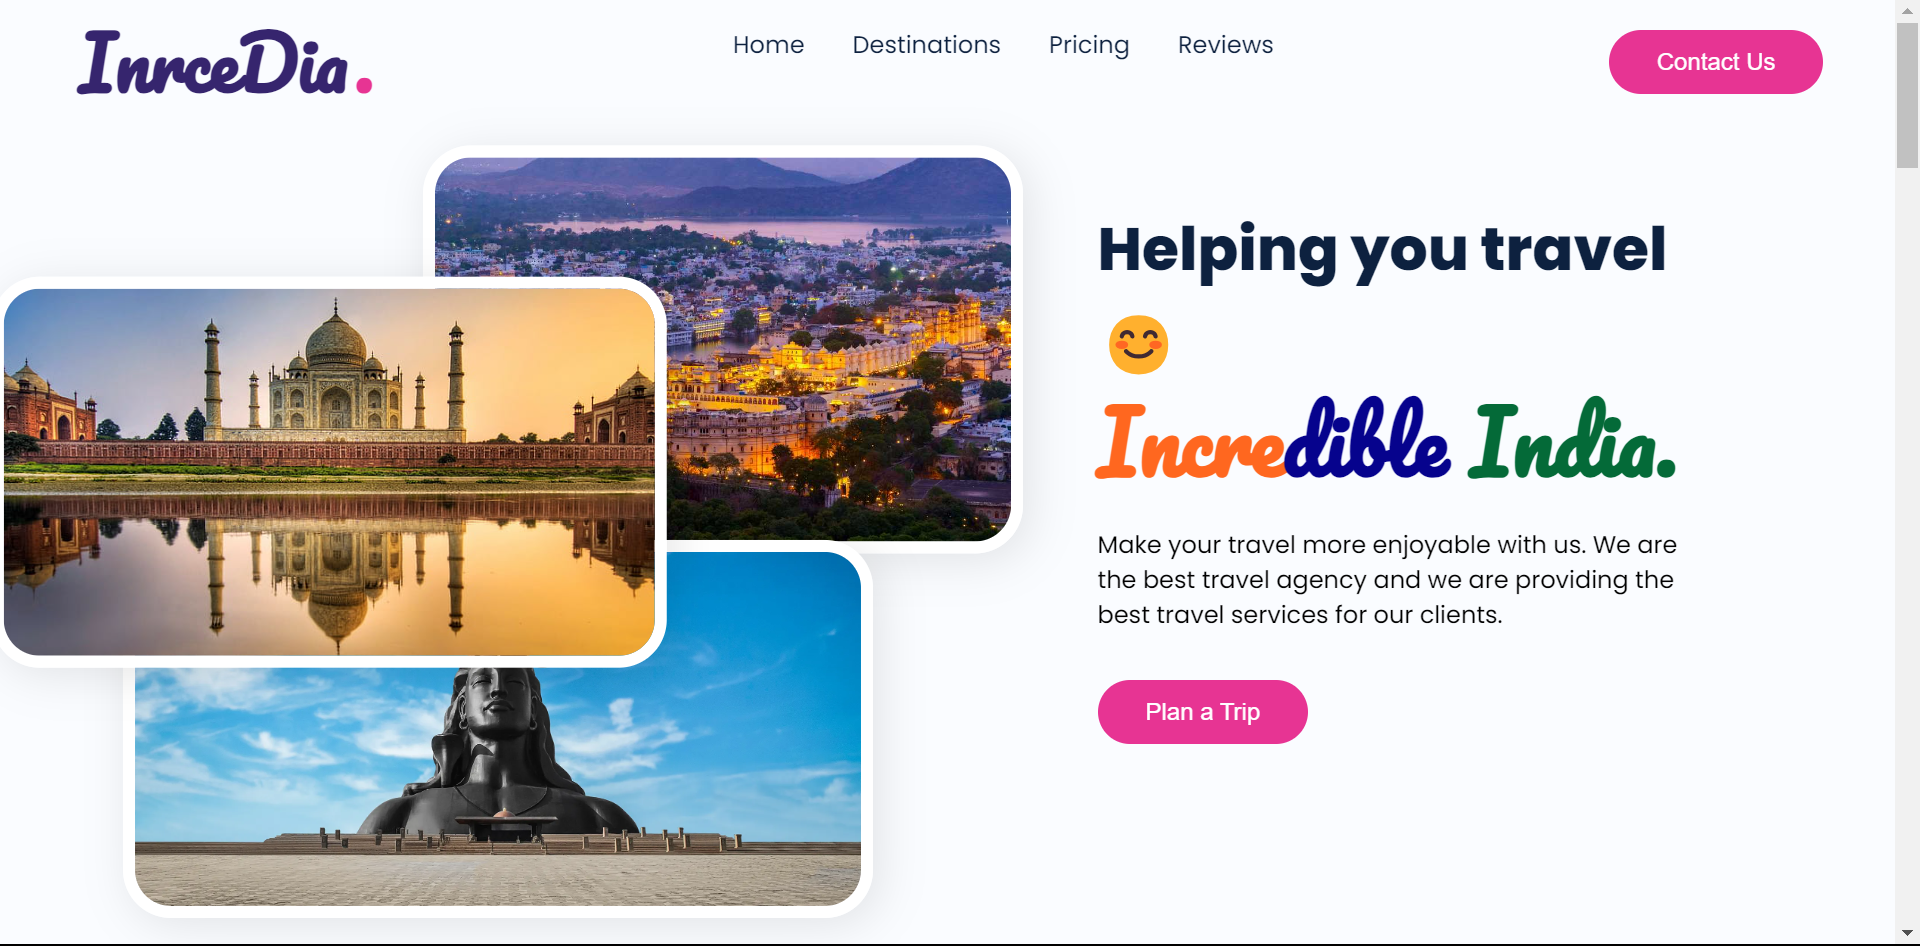 InrceDia.
Home Destinations Pricing Reviews
Contact Us
Helping you travel
😊
Incredible India.
Make your travel more enjoyable with us. We are
the best travel agency and we are providing the
best travel services for our clients.
Plan a Trip